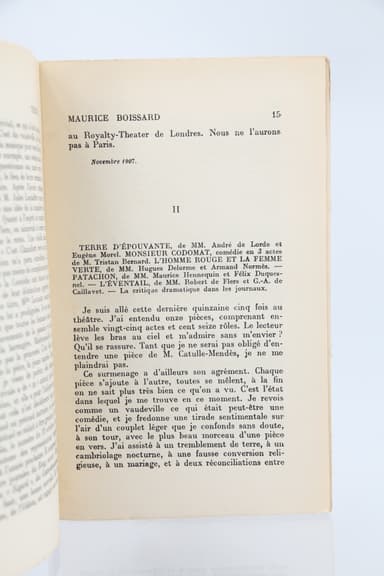 MAURICE BOISSARD 15
au Royalty-Theater de Londres. Nous ne l'aurons
pas à Paris.
Novembre 1907.
II
TERRE D'ÉPOUVANTE, de MM. André de Lorde et
Eugène Morel. MONSIEUR CODOMAT, comédie en 3 actes
de M. Tristan Bernard. L'HOMME ROUGE ET LA FEMME
VERTE, de MM. Hugues Delorme et Armand Normès. —
PATACHON, de MM. Maurice Hennequin et Félix Duques-
nel. — L'ÉVENTAIL, de MM. Robert de Flers et G.-A. de
Caillavet. — La critique dramatique dans les journaux.
Je suis allé cette dernière quinzaine cinq fois au
théâtre. J'ai entendu onze pièces, comprenant en-
semble vingt-cinq actes et cent seize rôles. Le lecteur
lève les bras au ciel et m'admire sans m'envier ?
Qu'il se rassure. Tant que je ne serai pas obligé d'en-
tendre une pièce de M. Catulle-Mendès, je ne me
plaindrai pas.
Ce surmenage a d'ailleurs son agrément. Chaque
pièce s'ajoute à l'autre, toutes se mêlent, à la fin
on ne sait plus très bien ce qu'on a vu. C'est l'état
dans lequel je me trouve en ce moment. Je revois
comme un vaudeville ce qui était peut-être une
comédie, et je fredonne une tirade sentimentale sur
l'air d'un couplet léger que je confonds sans doute,
à son tour, avec le plus beau morceau d'une pièce
en vers. J'ai assisté à un tremblement de terre, à un
cambriolage nocturne, à une fausse conversion reli-
gieuse, à un mariage, et à deux réconciliations entre